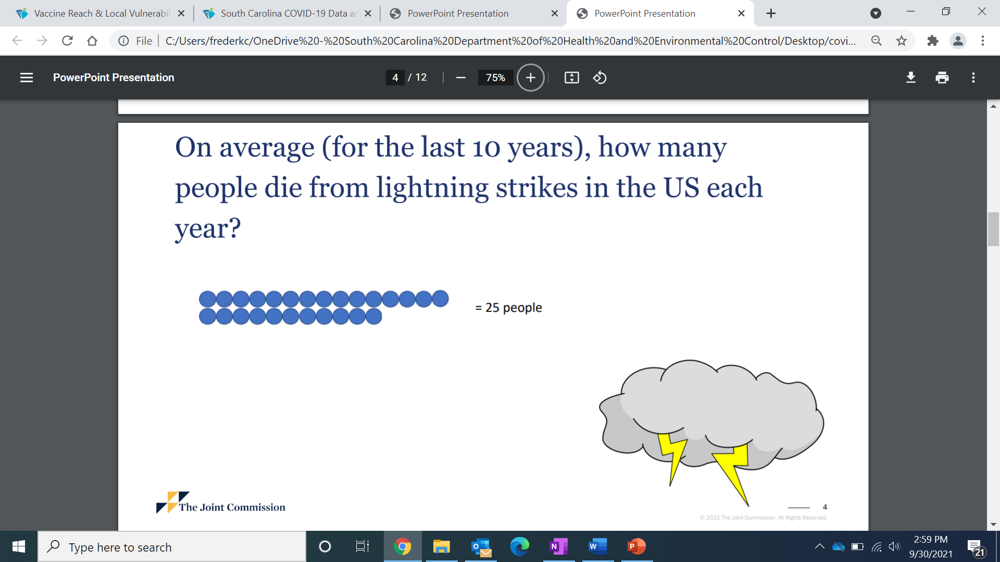 Vaccine Reach & Local Vulnerabil
South Carolina COVID-19 Data ar
PowerPoint Presentation
PowerPoint Presentation
File
C:/Users/frederkc/OneDrive%20-%20South%20Carolina%20Department%20of%20Health%20and%20Environmental%20Control/Desktop/covi...
PowerPoint Presentation
4 / 12
75%
On average (for the last 10 years), how many
people die from lightning strikes in the US each
year?
= 25 people
The Joint Commission
4
© 2021 The Joint Commission. All Rights Reserved.
Type here to search
2:59 PM
9/30/2021
21